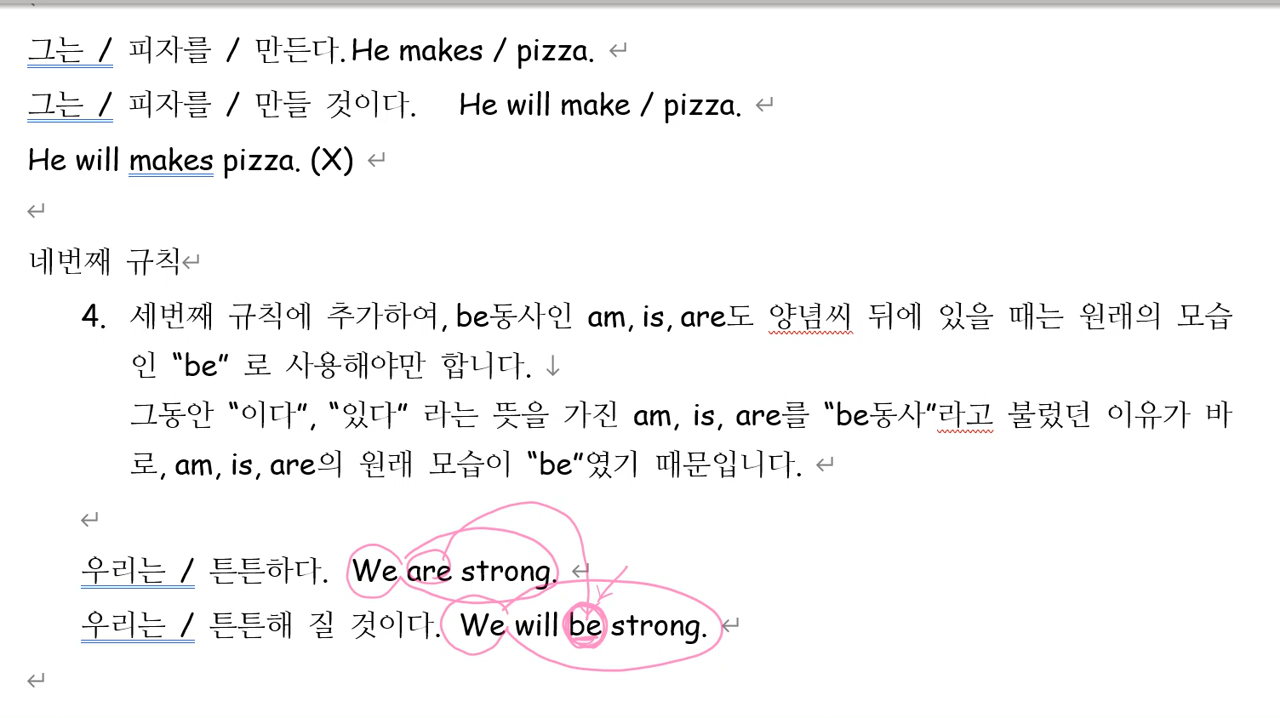 그는 / 피자를 / 만든다. He makes / pizza.
그는 / 피자를 / 만들 것이다. He will make / pizza.
He will makes pizza. (X)
네번째 규칙
4. 세번째 규칙에 추가하여, be동사인 am, is, are도 양념씨 뒤에 있을 때는 원래의 모습
인 “be” 로 사용해야만 합니다.
그동안 “이다”, “있다” 라는 뜻을 가진 am, is, are를 “be동사”라고 불렀던 이유가 바
로, am, is, are의 원래 모습이 “be”였기 때문입니다.
우리는 / 튼튼하다. We are strong.
우리는 / 튼튼해 질 것이다. We will be strong.